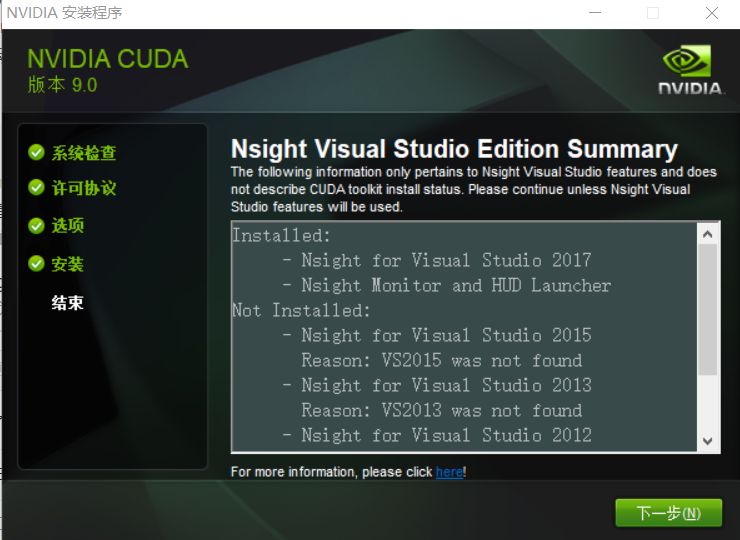 NVIDIA 安装程序
NVIDIA CUDA
版本 9.0
NVIDIA.
系统检查
许可协议
选项
安装
结束
Nsight Visual Studio Edition Summary
The following information only pertains to Nsight Visual Studio features and does
not describe CUDA toolkit install status. Please continue unless Nsight Visual
Studio features will be used.
Installed:
- Nsight for Visual Studio 2017
- Nsight Monitor and HUD Launcher
Not Installed:
- Nsight for Visual Studio 2015
Reason: VS2015 was not found
- Nsight for Visual Studio 2013
Reason: VS2013 was not found
- Nsight for Visual Studio 2012
For more information, please click here!
下一步(N)